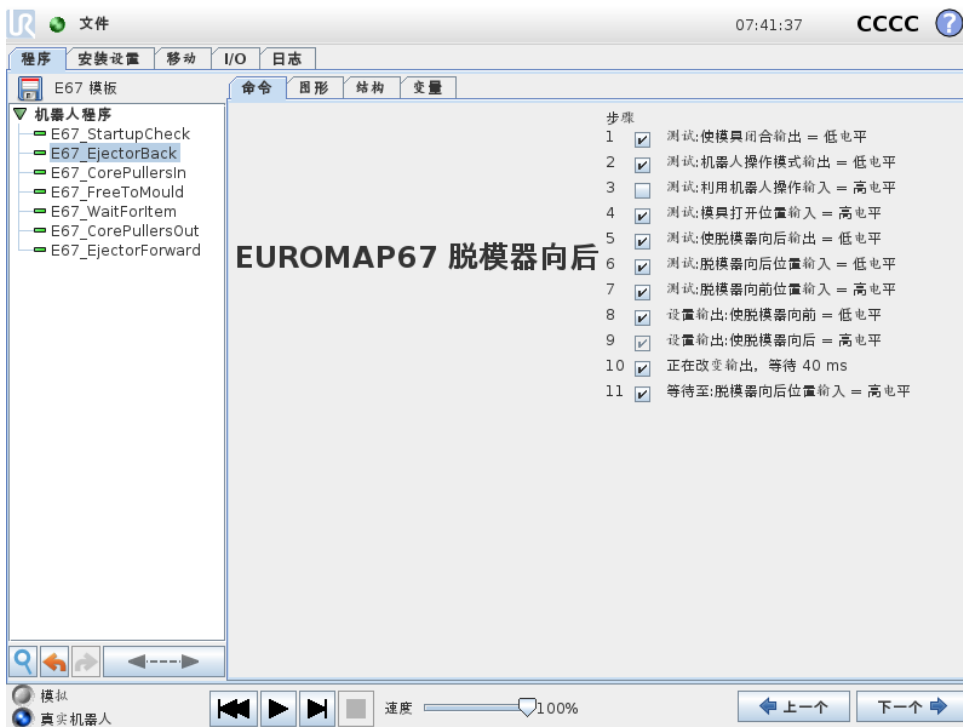 UR 文件 07:41:37 CCCC ?
程序 安装设置 移动 I/O 日志
E67 模板
命令 图形 结构 变量
机器人程序
E67_StartupCheck
E67_EjectorBack
E67_CorePullersIn
E67_FreeToMould
E67_WaitForItem
E67_CorePullersOut
E67_EjectorForward
EUROMAP67 脱模器向后
步骤
1 测试:使模具闭合输出 = 低电平
2 测试:机器人操作模式输出 = 低电平
3 测试:利用机器人操作输入 = 高电平
4 测试:模具打开位置输入 = 高电平
5 测试:使脱模器向后输出 = 低电平
6 测试:脱模器向后位置输入 = 低电平
7 测试:脱模器向前位置输入 = 高电平
8 设置输出:使脱模器向前 = 低电平
9 设置输出:使脱模器向后 = 高电平
10 正在改变输出，等待 40 ms
11 等待至:脱模器向后位置输入 = 高电平
模拟
真实机器人
速度 100%
上一个 下一个